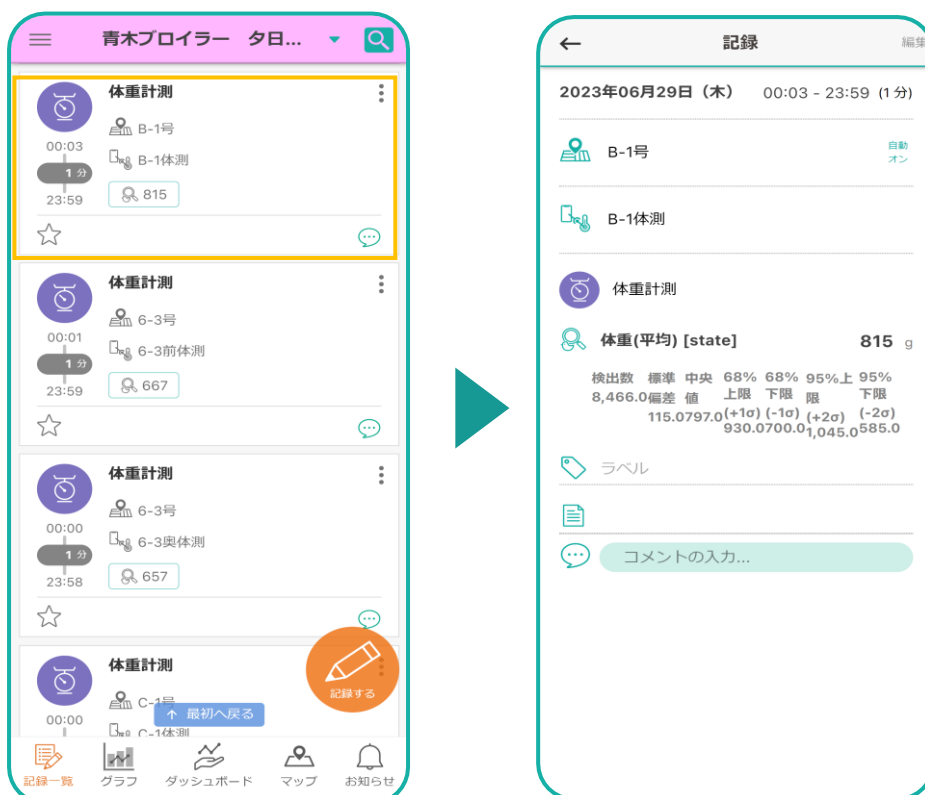 青木ブロイラー 夕日...
体重計測
B-1号
B-1体測
815
00:03
1 分
23:59
体重計測
6-3号
6-3前体測
667
00:01
1 分
23:59
体重計測
6-3号
6-3奥体測
657
00:00
1 分
23:58
体重計測
C-1号
C-1体測
00:00
↑ 最初へ戻る
記録する
記録一覧 グラフ ダッシュボード マップ お知らせ
← 記録 編集
2023年06月29日（木） 00:03 - 23:59 (1 分)
B-1号 自動
オン
B-1体測
体重計測
体重(平均) [state] 815 g
検出数 標準 中央 68% 68% 95%上 95%
8,466.0 偏差 値 上限 下限 限 下限
115.0 797.0 (+1σ) (-1σ) (+2σ) (-2σ)
930.0 700.0 1,045.0 585.0
ラベル
コメントの入力...